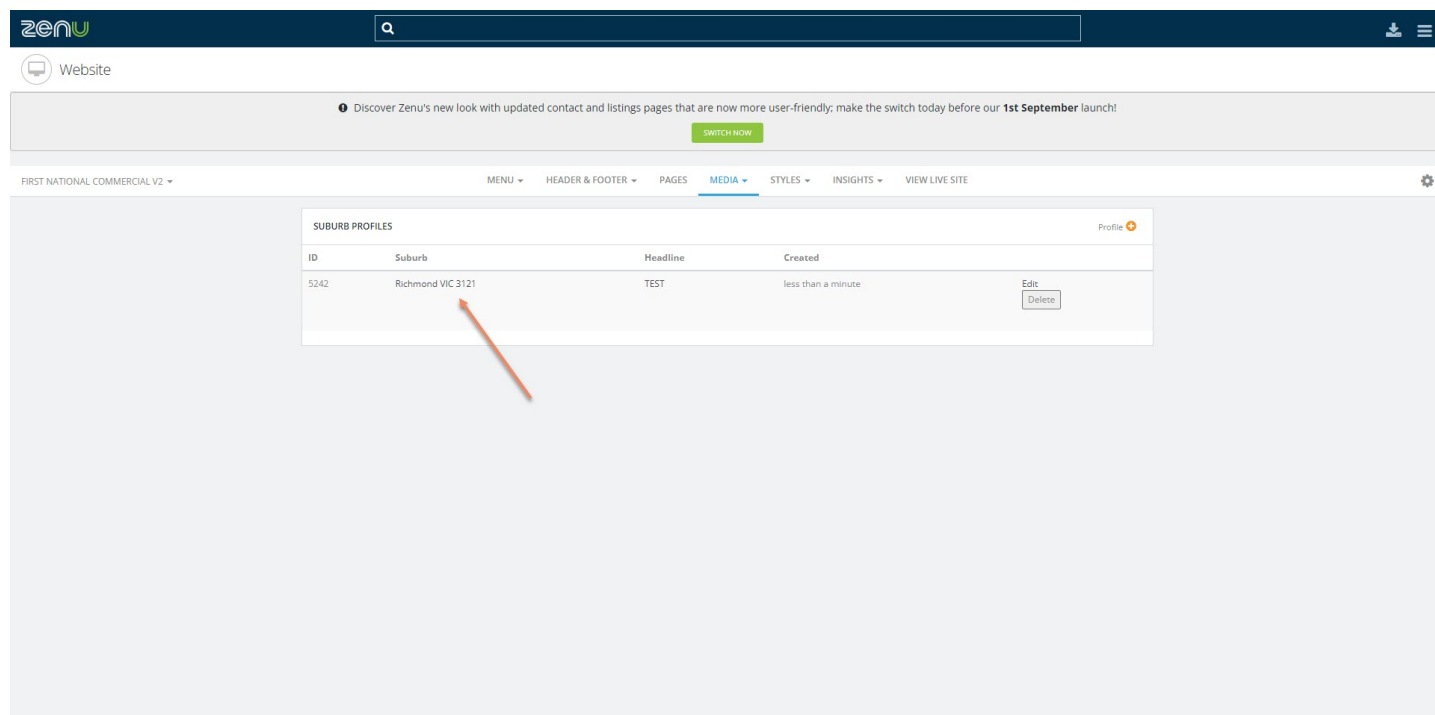 zenu
Website
Discover Zenu's new look with updated contact and listings pages that are now more user-friendly; make the switch today before our 1st September launch!
SWITCH NOW
FIRST NATIONAL COMMERCIAL V2 MENU HEADER & FOOTER PAGES MEDIA STYLES INSIGHTS VIEW LIVE SITE
SUBURB PROFILES Profile
ID Suburb Headline Created
5242 Richmond VIC 3121 TEST less than a minute Edit
Delete